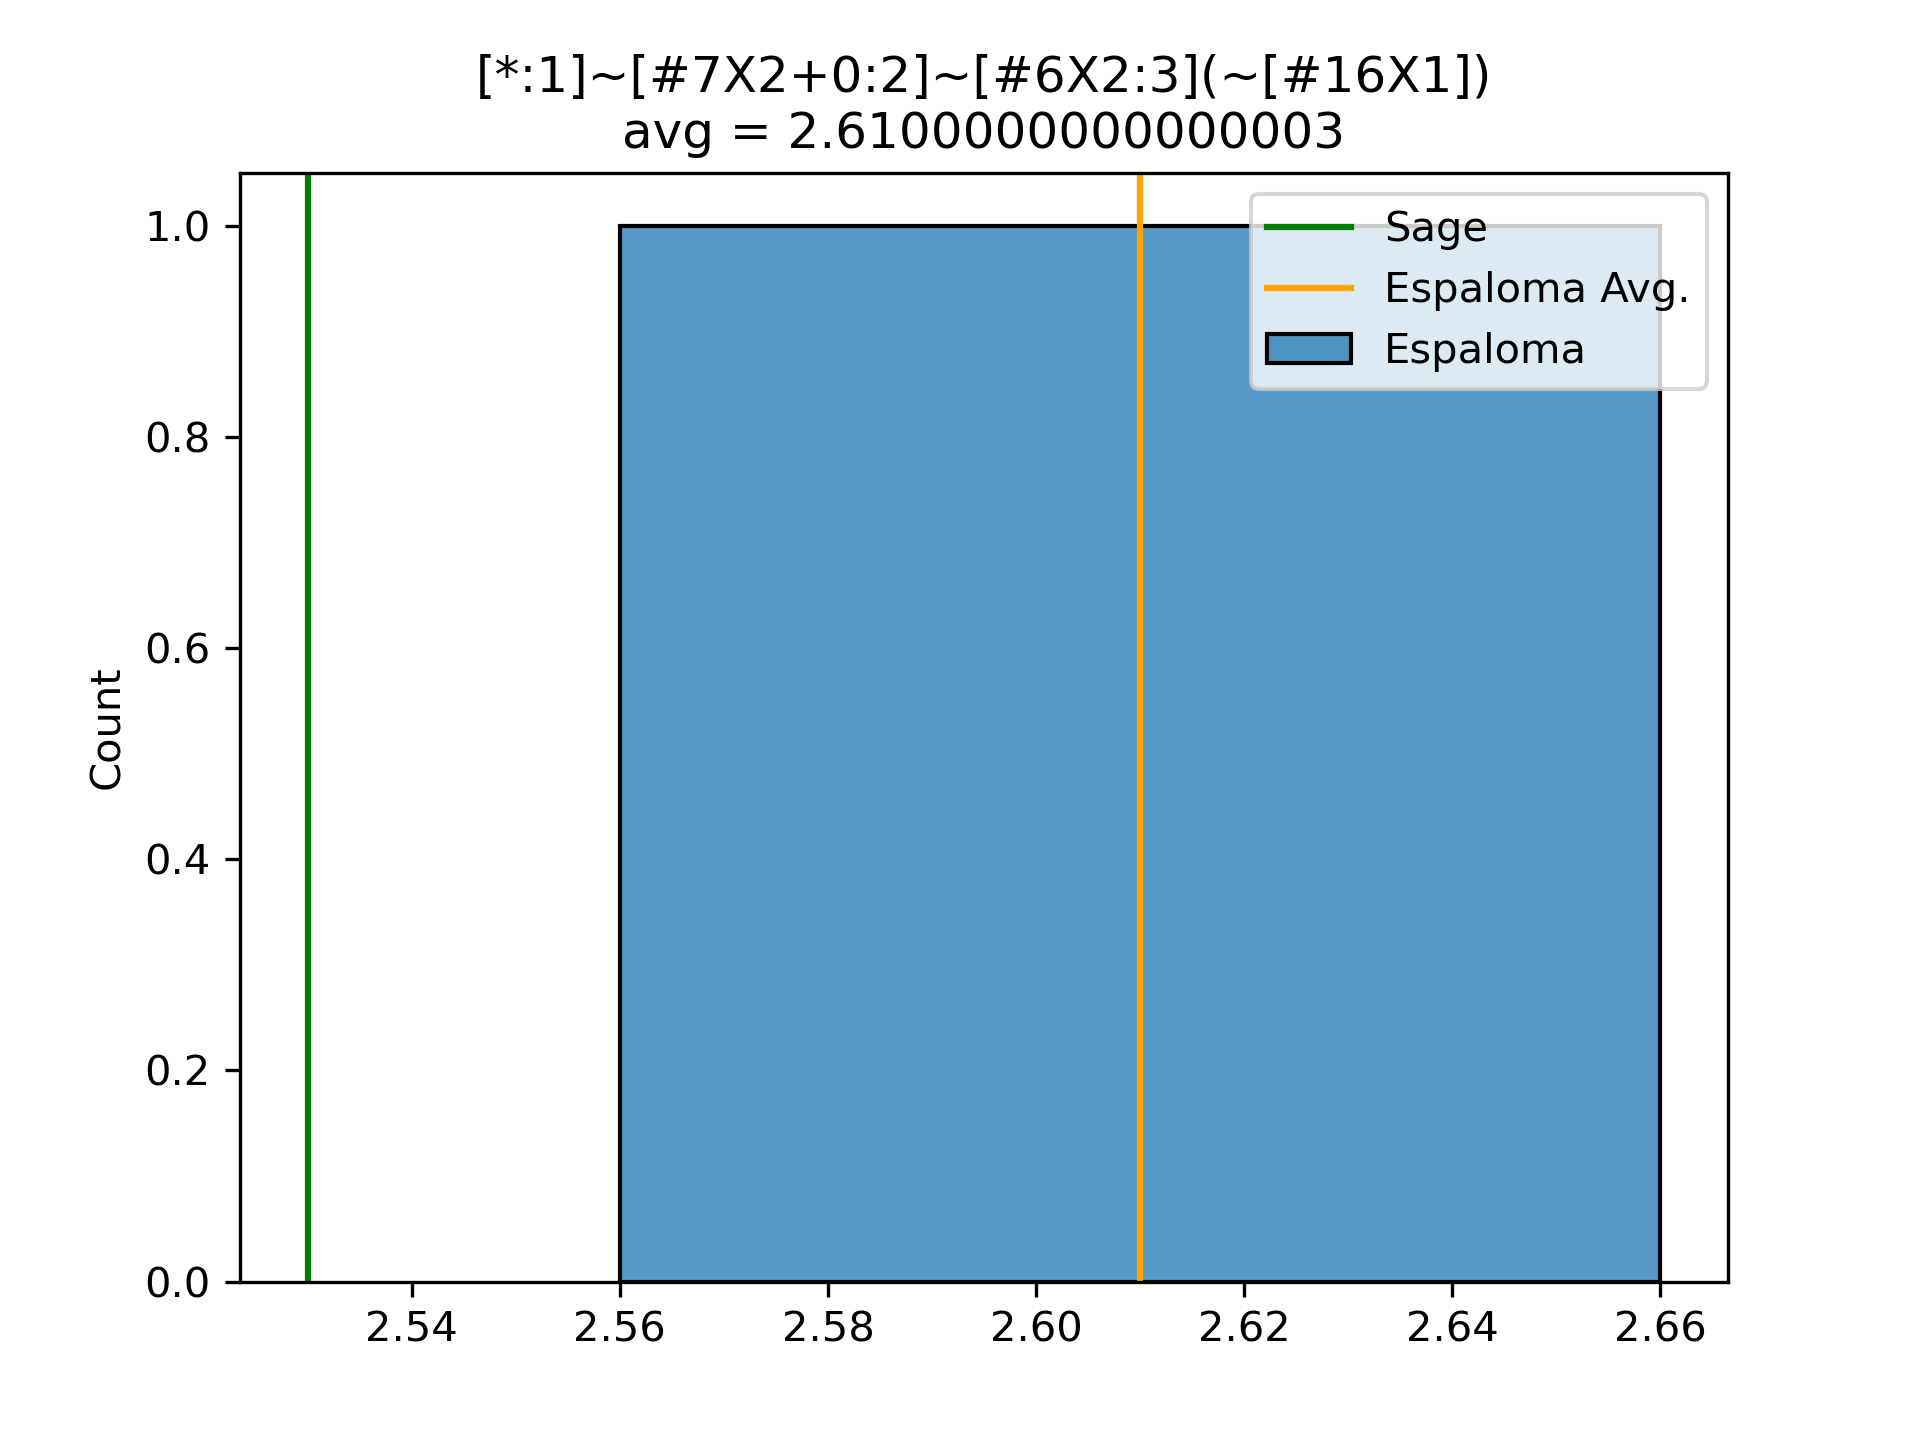 [*:1]~[#7X2+0:2]~[#6X2:3](~[#16X1])
avg = 2.6100000000000003
Sage
Espaloma Avg.
Espaloma
Count
1.0
0.8
0.6
0.4
0.2
0.0
2.54 2.56 2.58 2.60 2.62 2.64 2.66